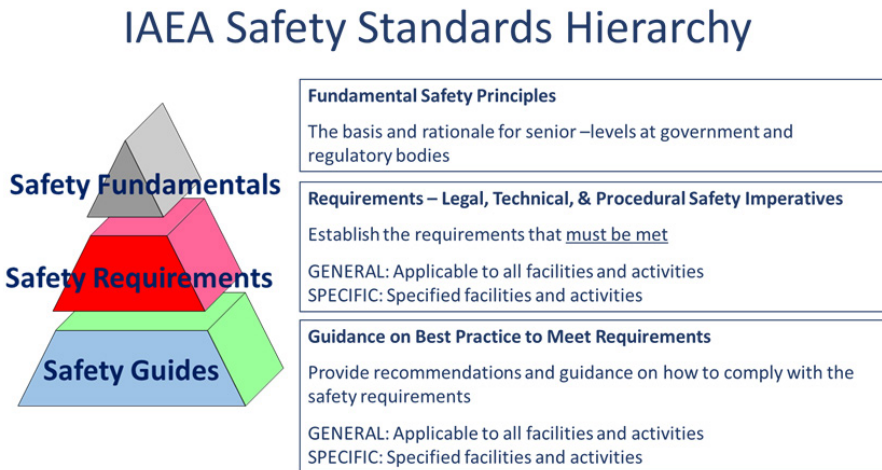 IAEA Safety Standards Hierarchy
Safety Fundamentals
Fundamental Safety Principles
The basis and rationale for senior –levels at government and
regulatory bodies
Safety Requirements
Requirements – Legal, Technical, & Procedural Safety Imperatives
Establish the requirements that must be met
GENERAL: Applicable to all facilities and activities
SPECIFIC: Specified facilities and activities
Safety Guides
Guidance on Best Practice to Meet Requirements
Provide recommendations and guidance on how to comply with the
safety requirements
GENERAL: Applicable to all facilities and activities
SPECIFIC: Specified facilities and activities